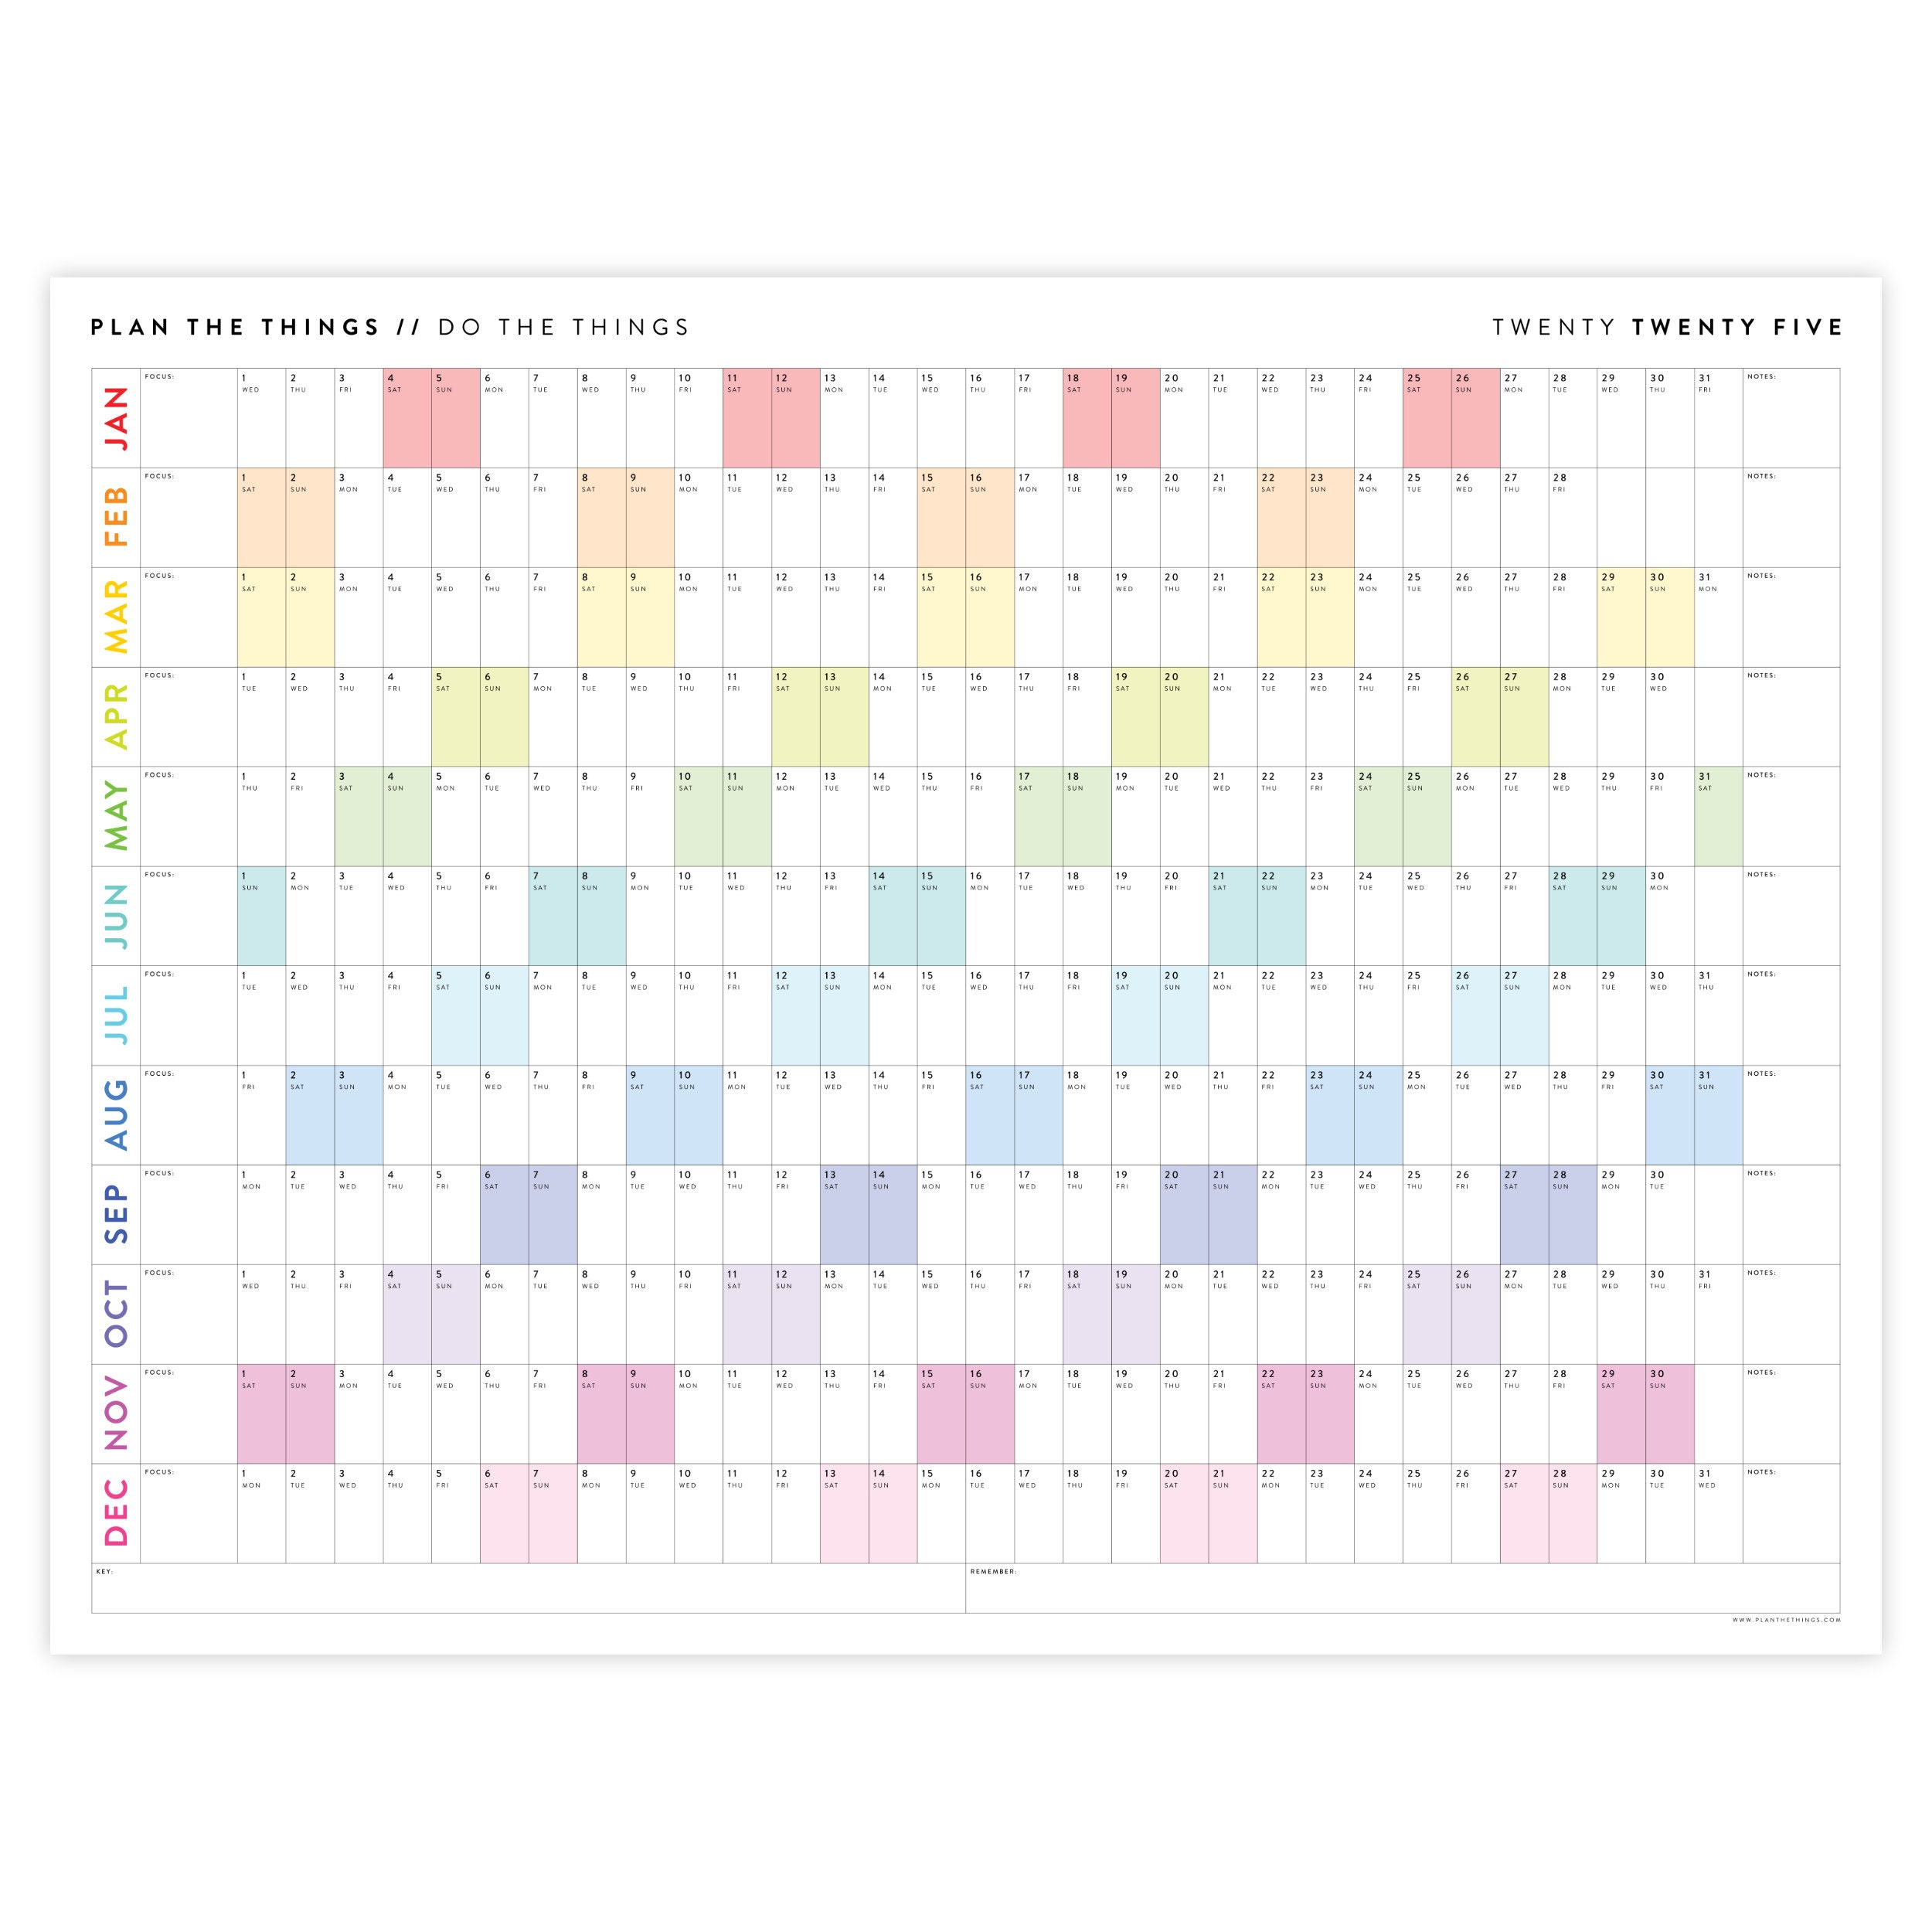 PLAN THE THINGS // DO THE THINGS
TWENTY TWENTY FIVE
JAN FOCUS: 1 WED 2 THU 3 FRI 4 SAT 5 SUN 6 MON 7 TUE 8 WED 9 THU 10 FRI 11 SAT 12 SUN 13 MON 14 TUE 15 WED 16 THU 17 FRI 18 SAT 19 SUN 20 MON 21 TUE 22 WED 23 THU 24 FRI 25 SAT 26 SUN 27 MON 28 TUE 29 WED 30 THU 31 FRI NOTES:
FEB FOCUS: 1 SAT 2 SUN 3 MON 4 TUE 5 WED 6 THU 7 FRI 8 SAT 9 SUN 10 MON 11 TUE 12 WED 13 THU 14 FRI 15 SAT 16 SUN 17 MON 18 TUE 19 WED 20 THU 21 FRI 22 SAT 23 SUN 24 MON 25 TUE 26 WED 27 THU 28 FRI NOTES:
MAR FOCUS: 1 SAT 2 SUN 3 MON 4 TUE 5 WED 6 THU 7 FRI 8 SAT 9 SUN 10 MON 11 TUE 12 WED 13 THU 14 FRI 15 SAT 16 SUN 17 MON 18 TUE 19 WED 20 THU 21 FRI 22 SAT 23 SUN 24 MON 25 TUE 26 WED 27 THU 28 FRI 29 SAT 30 SUN 31 MON NOTES:
APR FOCUS: 1 TUE 2 WED 3 THU 4 FRI 5 SAT 6 SUN 7 MON 8 TUE 9 WED 10 THU 11 FRI 12 SAT 13 SUN 14 MON 15 TUE 16 WED 17 THU 18 FRI 19 SAT 20 SUN 21 MON 22 TUE 23 WED 24 THU 25 FRI 26 SAT 27 SUN 28 MON 29 TUE 30 WED NOTES:
MAY FOCUS: 1 THU 2 FRI 3 SAT 4 SUN 5 MON 6 TUE 7 WED 8 THU 9 FRI 10 SAT 11 SUN 12 MON 13 TUE 14 WED 15 THU 16 FRI 17 SAT 18 SUN 19 MON 20 TUE 21 WED 22 THU 23 FRI 24 SAT 25 SUN 26 MON 27 TUE 28 WED 29 THU 30 FRI 31 SAT NOTES:
JUN FOCUS: 1 SUN 2 MON 3 TUE 4 WED 5 THU 6 FRI 7 SAT 8 SUN 9 MON 10 TUE 11 WED 12 THU 13 FRI 14 SAT 15 SUN 16 MON 17 TUE 18 WED 19 THU 20 FRI 21 SAT 22 SUN 23 MON 24 TUE 25 WED 26 THU 27 FRI 28 SAT 29 SUN 30 MON NOTES:
JUL FOCUS: 1 TUE 2 WED 3 THU 4 FRI 5 SAT 6 SUN 7 MON 8 TUE 9 WED 10 THU 11 FRI 12 SAT 13 SUN 14 MON 15 TUE 16 WED 17 THU 18 FRI 19 SAT 20 SUN 21 MON 22 TUE 23 WED 24 THU 25 FRI 26 SAT 27 SUN 28 MON 29 TUE 30 WED 31 THU NOTES:
AUG FOCUS: 1 FRI 2 SAT 3 SUN 4 MON 5 TUE 6 WED 7 THU 8 FRI 9 SAT 10 SUN 11 MON 12 TUE 13 WED 14 THU 15 FRI 16 SAT 17 SUN 18 MON 19 TUE 20 WED 21 THU 22 FRI 23 SAT 24 SUN 25 MON 26 TUE 27 WED 28 THU 29 FRI 30 SAT 31 SUN NOTES:
SEP FOCUS: 1 MON 2 TUE 3 WED 4 THU 5 FRI 6 SAT 7 SUN 8 MON 9 TUE 10 WED 11 THU 12 FRI 13 SAT 14 SUN 15 MON 16 TUE 17 WED 18 THU 19 FRI 20 SAT 21 SUN 22 MON 23 TUE 24 WED 25 THU 26 FRI 27 SAT 28 SUN 29 MON 30 TUE NOTES:
OCT FOCUS: 1 WED 2 THU 3 FRI 4 SAT 5 SUN 6 MON 7 TUE 8 WED 9 THU 10 FRI 11 SAT 12 SUN 13 MON 14 TUE 15 WED 16 THU 17 FRI 18 SAT 19 SUN 20 MON 21 TUE 22 WED 23 THU 24 FRI 25 SAT 26 SUN 27 MON 28 TUE 29 WED 30 THU 31 FRI NOTES:
NOV FOCUS: 1 SAT 2 SUN 3 MON 4 TUE 5 WED 6 THU 7 FRI 8 SAT 9 SUN 10 MON 11 TUE 12 WED 13 THU 14 FRI 15 SAT 16 SUN 17 MON 18 TUE 19 WED 20 THU 21 FRI 22 SAT 23 SUN 24 MON 25 TUE 26 WED 27 THU 28 FRI 29 SAT 30 SUN NOTES:
DEC FOCUS: 1 MON 2 TUE 3 WED 4 THU 5 FRI 6 SAT 7 SUN 8 MON 9 TUE 10 WED 11 THU 12 FRI 13 SAT 14 SUN 15 MON 16 TUE 17 WED 18 THU 19 FRI 20 SAT 21 SUN 22 MON 23 TUE 24 WED 25 THU 26 FRI 27 SAT 28 SUN 29 MON 30 TUE 31 WED NOTES:
KEY:
REMEMBER:
WWW.PLANTHETHINGS.COM